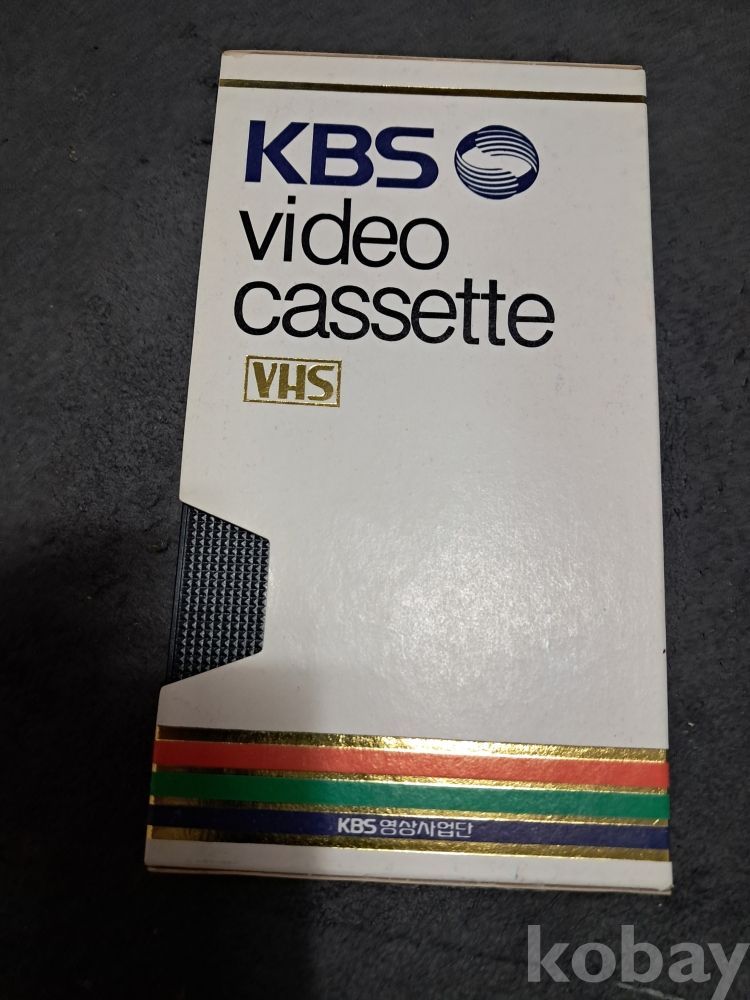 KBS
video
cassette
VHS
KBS 영상사업단
kobay